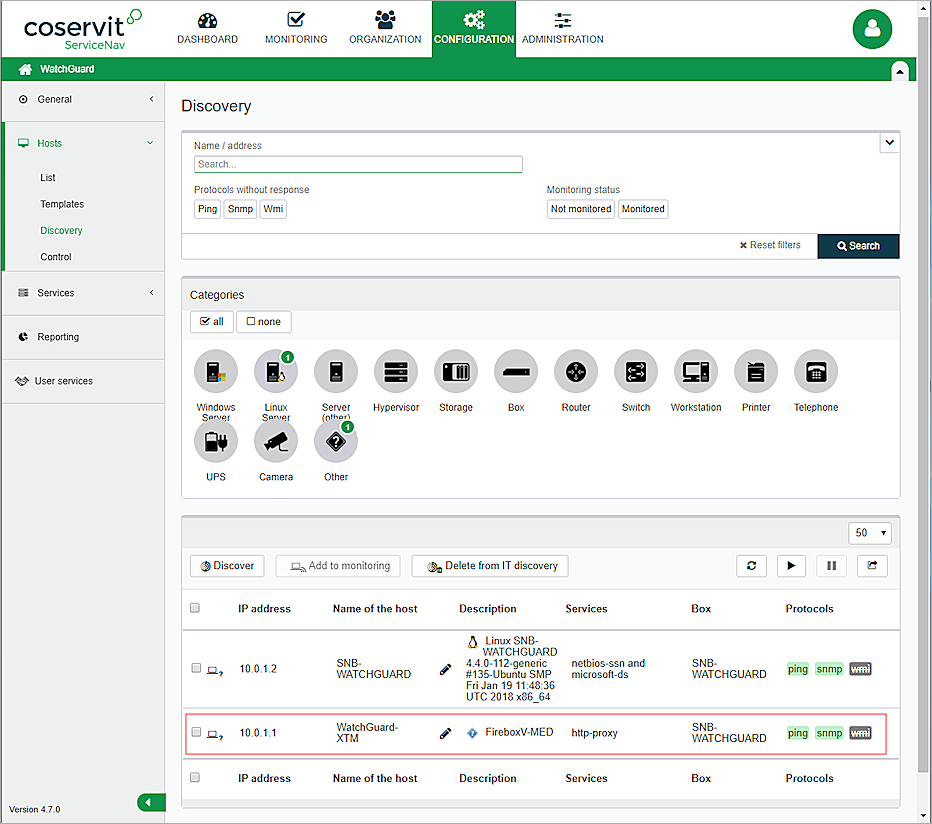 coservit
ServiceNav
DASHBOARD
MONITORING
ORGANIZATION
CONFIGURATION
ADMINISTRATION
WatchGuard
General
Hosts
List
Templates
Discovery
Control
Services
Reporting
User services
Version 4.7.0
Discovery
Name / address
Search...
Protocols without response
Monitoring status
Ping Snmp Wmi
Not monitored Monitored
Reset filters
Search
Categories
all none
1
Windows Server
Linux Server
Server (other)
Hypervisor
Storage
Box
Router
Switch
Workstation
Printer
Telephone
1
UPS
Camera
Other
50
Discover
Add to monitoring
Delete from IT discovery
IP address Name of the host Description Services Box Protocols
10.0.1.2
SNB-
WATCHGUARD
Linux SNB-
WATCHGUARD
4.4.0-112-generic
#135-Ubuntu SMP
Fri Jan 19 11:48:36
UTC 2018 x86_64
netbios-ssn and
microsoft-ds
SNB-
WATCHGUARD
ping snmp wmi
10.0.1.1
WatchGuard-
XTM
FireboxV-MED
http-proxy
SNB-
WATCHGUARD
ping snmp wmi
IP address Name of the host Description Services Box Protocols